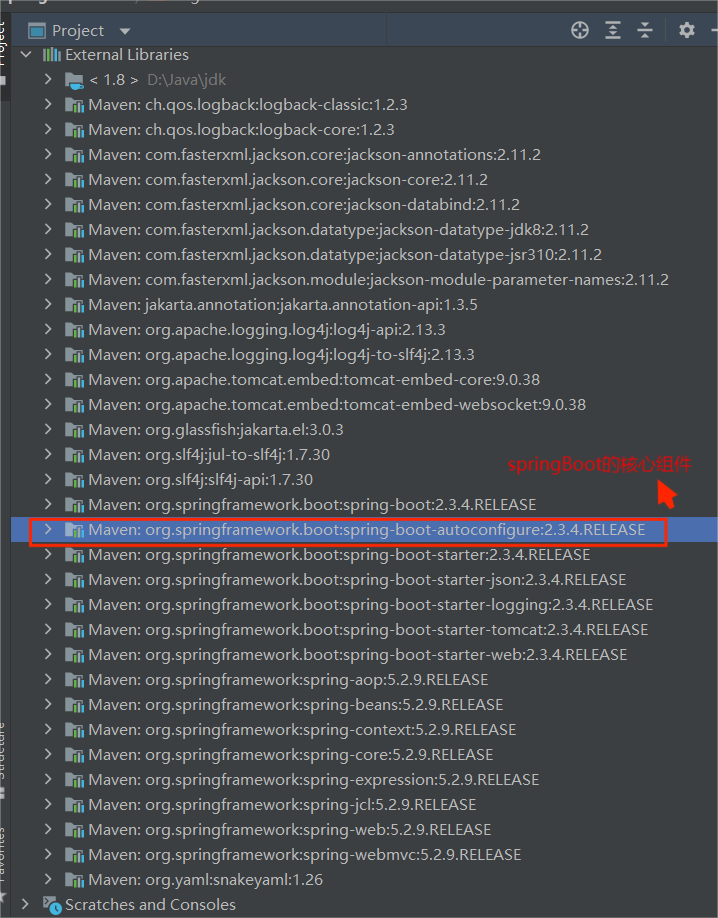 Project
External Libraries
< 1.8 > D:\Java\jdk
Maven: ch.qos.logback:logback-classic:1.2.3
Maven: ch.qos.logback:logback-core:1.2.3
Maven: com.fasterxml.jackson.core:jackson-annotations:2.11.2
Maven: com.fasterxml.jackson.core:jackson-core:2.11.2
Maven: com.fasterxml.jackson.core:jackson-databind:2.11.2
Maven: com.fasterxml.jackson.datatype:jackson-datatype-jdk8:2.11.2
Maven: com.fasterxml.jackson.datatype:jackson-datatype-jsr310:2.11.2
Maven: com.fasterxml.jackson.module:jackson-module-parameter-names:2.11.2
Maven: jakarta.annotation:jakarta.annotation-api:1.3.5
Maven: org.apache.logging.log4j:log4j-api:2.13.3
Maven: org.apache.logging.log4j:log4j-to-slf4j:2.13.3
Maven: org.apache.tomcat.embed:tomcat-embed-core:9.0.38
Maven: org.apache.tomcat.embed:tomcat-embed-websocket:9.0.38
Maven: org.glassfish:jakarta.el:3.0.3
Maven: org.slf4j:jul-to-slf4j:1.7.30
springBoot的核心组件
Maven: org.slf4j:slf4j-api:1.7.30
Maven: org.springframework.boot:spring-boot:2.3.4.RELEASE
Maven: org.springframework.boot:spring-boot-autoconfigure:2.3.4.RELEASE
Maven: org.springframework.boot:spring-boot-starter:2.3.4.RELEASE
Maven: org.springframework.boot:spring-boot-starter-json:2.3.4.RELEASE
Maven: org.springframework.boot:spring-boot-starter-logging:2.3.4.RELEASE
Maven: org.springframework.boot:spring-boot-starter-tomcat:2.3.4.RELEASE
Maven: org.springframework.boot:spring-boot-starter-web:2.3.4.RELEASE
Maven: org.springframework:spring-aop:5.2.9.RELEASE
Maven: org.springframework:spring-beans:5.2.9.RELEASE
Maven: org.springframework:spring-context:5.2.9.RELEASE
Maven: org.springframework:spring-core:5.2.9.RELEASE
Maven: org.springframework:spring-expression:5.2.9.RELEASE
Maven: org.springframework:spring-jcl:5.2.9.RELEASE
Maven: org.springframework:spring-web:5.2.9.RELEASE
Maven: org.springframework:spring-webmvc:5.2.9.RELEASE
Maven: org.yaml:snakeyaml:1.26
Scratches and Consoles